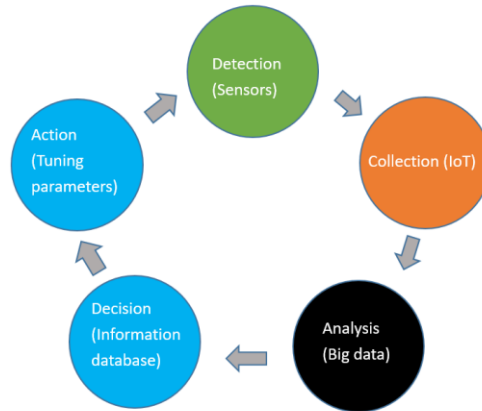 Detection
(Sensors)
Collection (IoT)
Analysis
(Big data)
Decision
(Information
database)
Action
(Tuning
parameters)